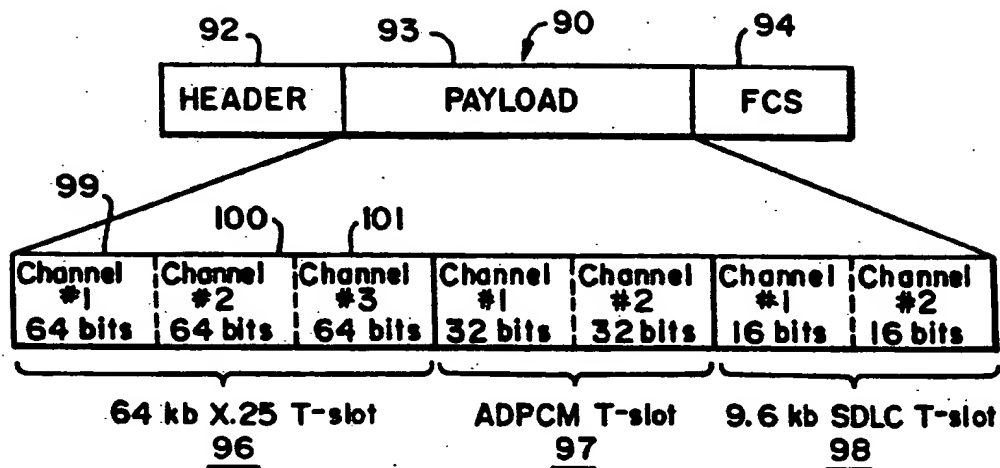 92 93 90 94
HEADER PAYLOAD FCS
99 100 101
Channel #1 64 bits
Channel #2 64 bits
Channel #3 64 bits
Channel #1 32 bits
Channel #2 32 bits
Channel #1 16 bits
Channel #2 16 bits
64 kb X.25 T-slot
96
ADPCM T-slot
97
9.6 kb SDLC T-slot
98